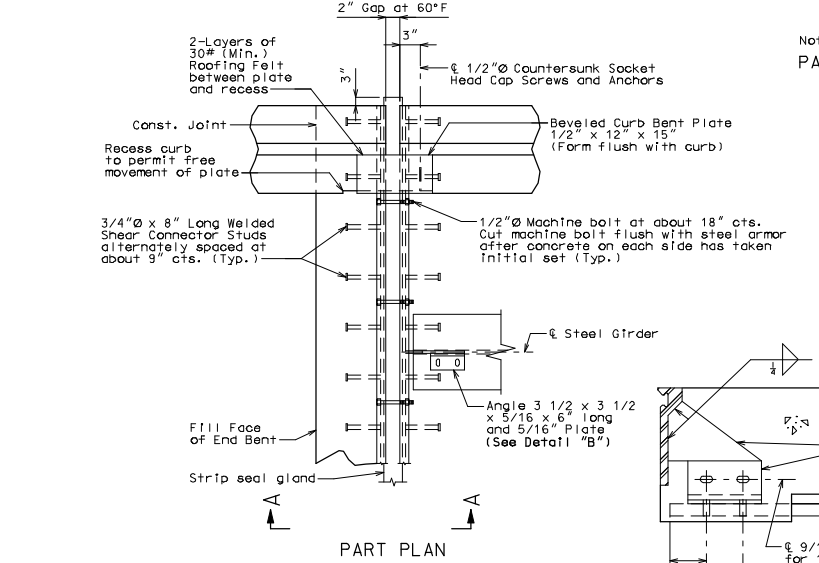 2" Gap at 60°F
3"
2-Layers of
30# (Min.)
Roofing Felt
between plate
and recess
3"
℄ 1/2"Ø Countersunk Socket
Head Cap Screws and Anchors
Not
PA
Const. Joint
Beveled Curb Bent Plate
1/2" x 12" x 15"
(Form flush with curb)
Recess curb
to permit free
movement of plate
3/4"Ø x 8" Long Welded
Shear Connector Studs
alternately spaced at
about 9" cts. (Typ.)
1/2"Ø Machine bolt at about 18" cts.
Cut machine bolt flush with steel armor
after concrete on each side has taken
initial set (Typ.)
℄ Steel Girder
1/4
Angle 3 1/2 x 3 1/2
x 5/16 x 6" long
and 5/16" Plate
(See Detail "B")
Fill Face
of End Bent
Strip seal gland
A
A
PART PLAN
℄ 9/1
for